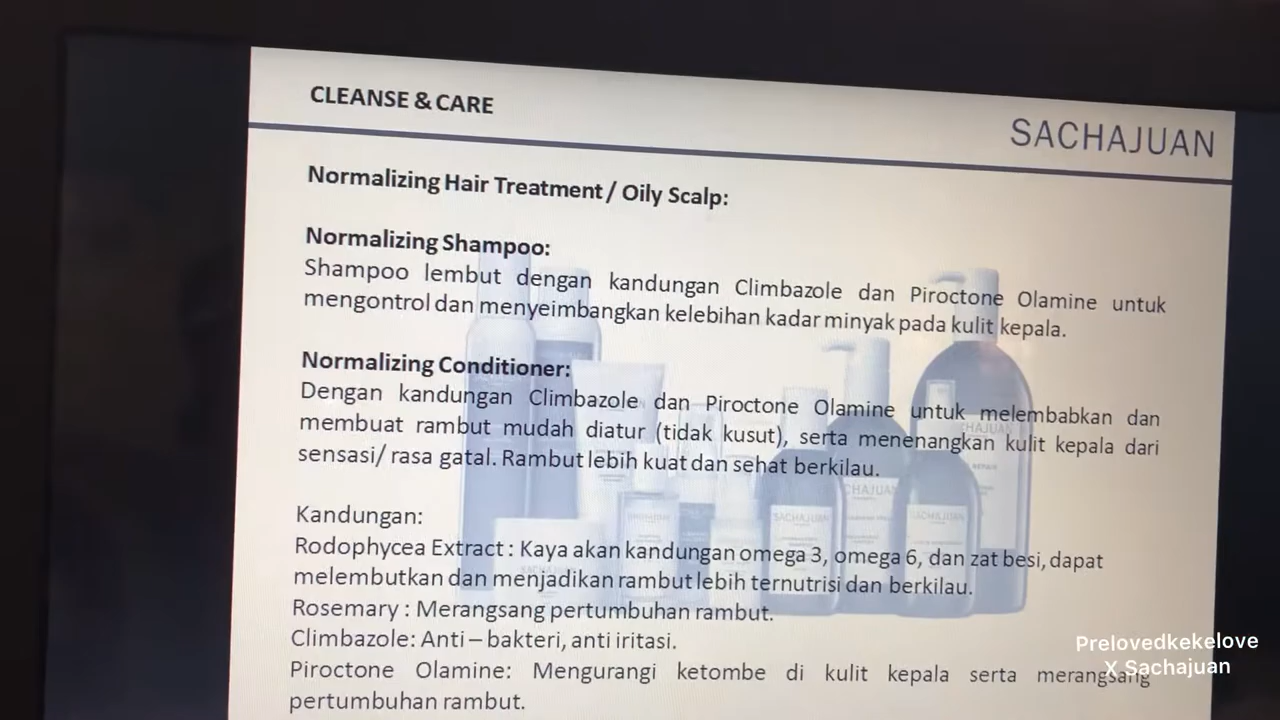 CLEANSE & CARE
SACHAJUAN
Normalizing Hair Treatment / Oily Scalp:
Normalizing Shampoo:
Shampoo lembut dengan kandungan Climbazole dan Piroctone Olamine untuk
mengontrol dan menyeimbangkan kelebihan kadar minyak pada kulit kepala.
Normalizing Conditioner:
Dengan kandungan Climbazole dan Piroctone Olamine untuk melembabkan dan
membuat rambut mudah diatur (tidak kusut), serta menenangkan kulit kepala dari
sensasi/ rasa gatal. Rambut lebih kuat dan sehat berkilau.
Kandungan:
Rodophycea Extract : Kaya akan kandungan omega 3, omega 6, dan zat besi, dapat
melembutkan dan menjadikan rambut lebih ternutrisi dan berkilau.
Rosemary : Merangsang pertumbuhan rambut.
Climbazole: Anti – bakteri, anti iritasi.
Piroctone Olamine: Mengurangi ketombe di kulit kepala serta merangsang
pertumbuhan rambut.
Prelovedkekelove
X Sachajuan
SACHAJUAN